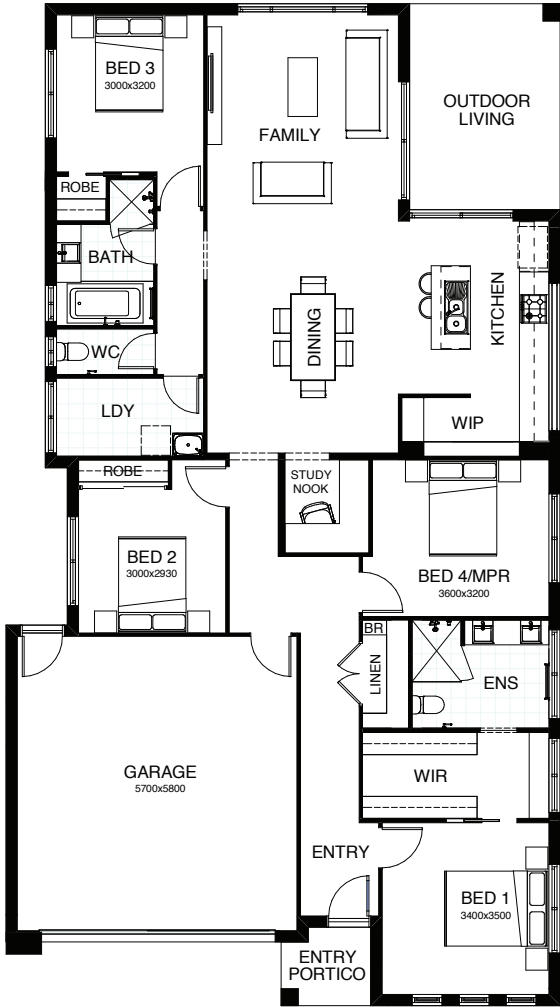 BED 3
3000x3200
OUTDOOR
LIVING
FAMILY
ROBE
BATH
KITCHEN
DINING
WC
LDY
WIP
ROBE
STUDY
NOOK
BED 2
3000x2930
BED 4/MPR
3600x3200
BR
LINEN
ENS
GARAGE
5700x5800
WIR
ENTRY
BED 1
3400x3500
ENTRY
PORTICO